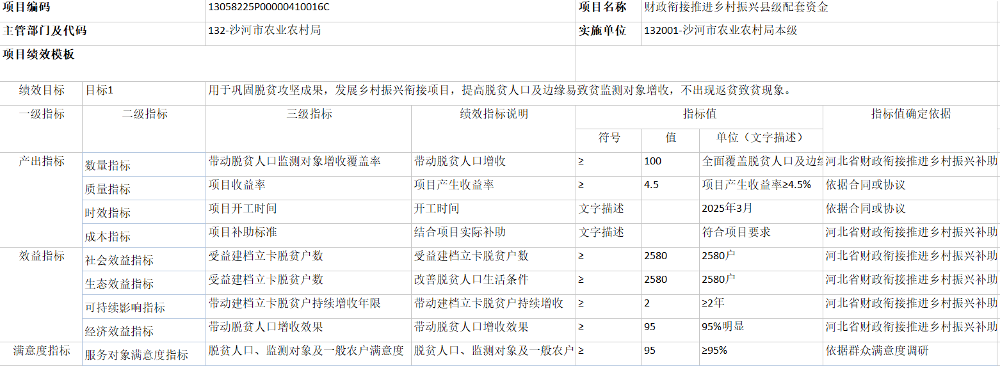 项目编码 13058225P00000410016C 项目名称 财政衔接推进乡村振兴县级配套资金
主管部门及代码 132-沙河市农业农村局 实施单位 132001-沙河市农业农村局本级
项目绩效模板
绩效目标 目标1 用于巩固脱贫攻坚成果，发展乡村振兴衔接项目，提高脱贫人口及边缘易致贫监测对象增收，不出现返贫致贫现象。
一级指标 二级指标 三级指标 绩效指标说明 指标值 指标值确定依据
符号 值 单位（文字描述）
产出指标 数量指标 带动脱贫人口监测对象增收覆盖率 带动脱贫人口增收 ≥ 100 全面覆盖脱贫人口及边缘 河北省财政衔接推进乡村振兴补助
质量指标 项目收益率 项目产生收益率 ≥ 4.5 项目产生收益率≥4.5% 依据合同或协议
时效指标 项目开工时间 开工时间 文字描述 2025年3月 依据合同或协议
成本指标 项目补助标准 结合项目实际补助 文字描述 符合项目要求 河北省财政衔接推进乡村振兴补助
效益指标 社会效益指标 受益建档立卡脱贫户数 受益建档立卡脱贫户数 ≥ 2580 2580户 河北省财政衔接推进乡村振兴补助
生态效益指标 受益建档立卡脱贫户数 改善脱贫人口生活条件 ≥ 2580 2580户 河北省财政衔接推进乡村振兴补助
可持续影响指标 带动建档立卡脱贫户持续增收年限 带动建档立卡脱贫户持续增收 ≥ 2 ≥2年 河北省财政衔接推进乡村振兴补助
经济效益指标 带动脱贫人口增收效果 带动脱贫人口增收效果 ≥ 95 95%明显 河北省财政衔接推进乡村振兴补助
满意度指标 服务对象满意度指标 脱贫人口、监测对象及一般农户满意度 脱贫人口、监测对象及一般农户 ≥ 95 ≥95% 依据群众满意度调研